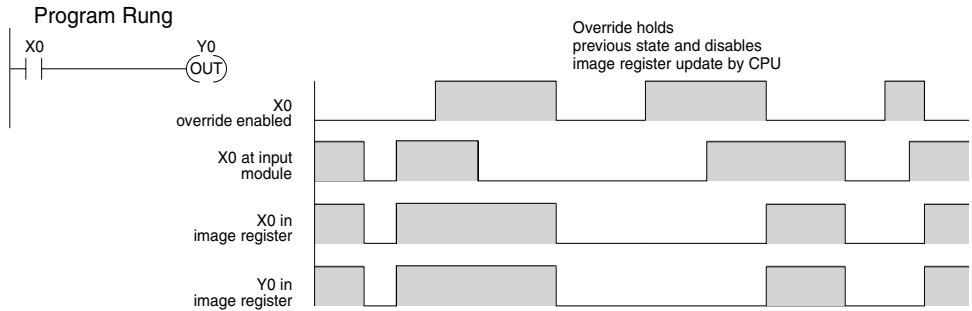 Program Rung
X0
Y0
OUT
Override holds
previous state and disables
image register update by CPU
X0
override enabled
X0 at input
module
X0 in
image register
Y0 in
image register